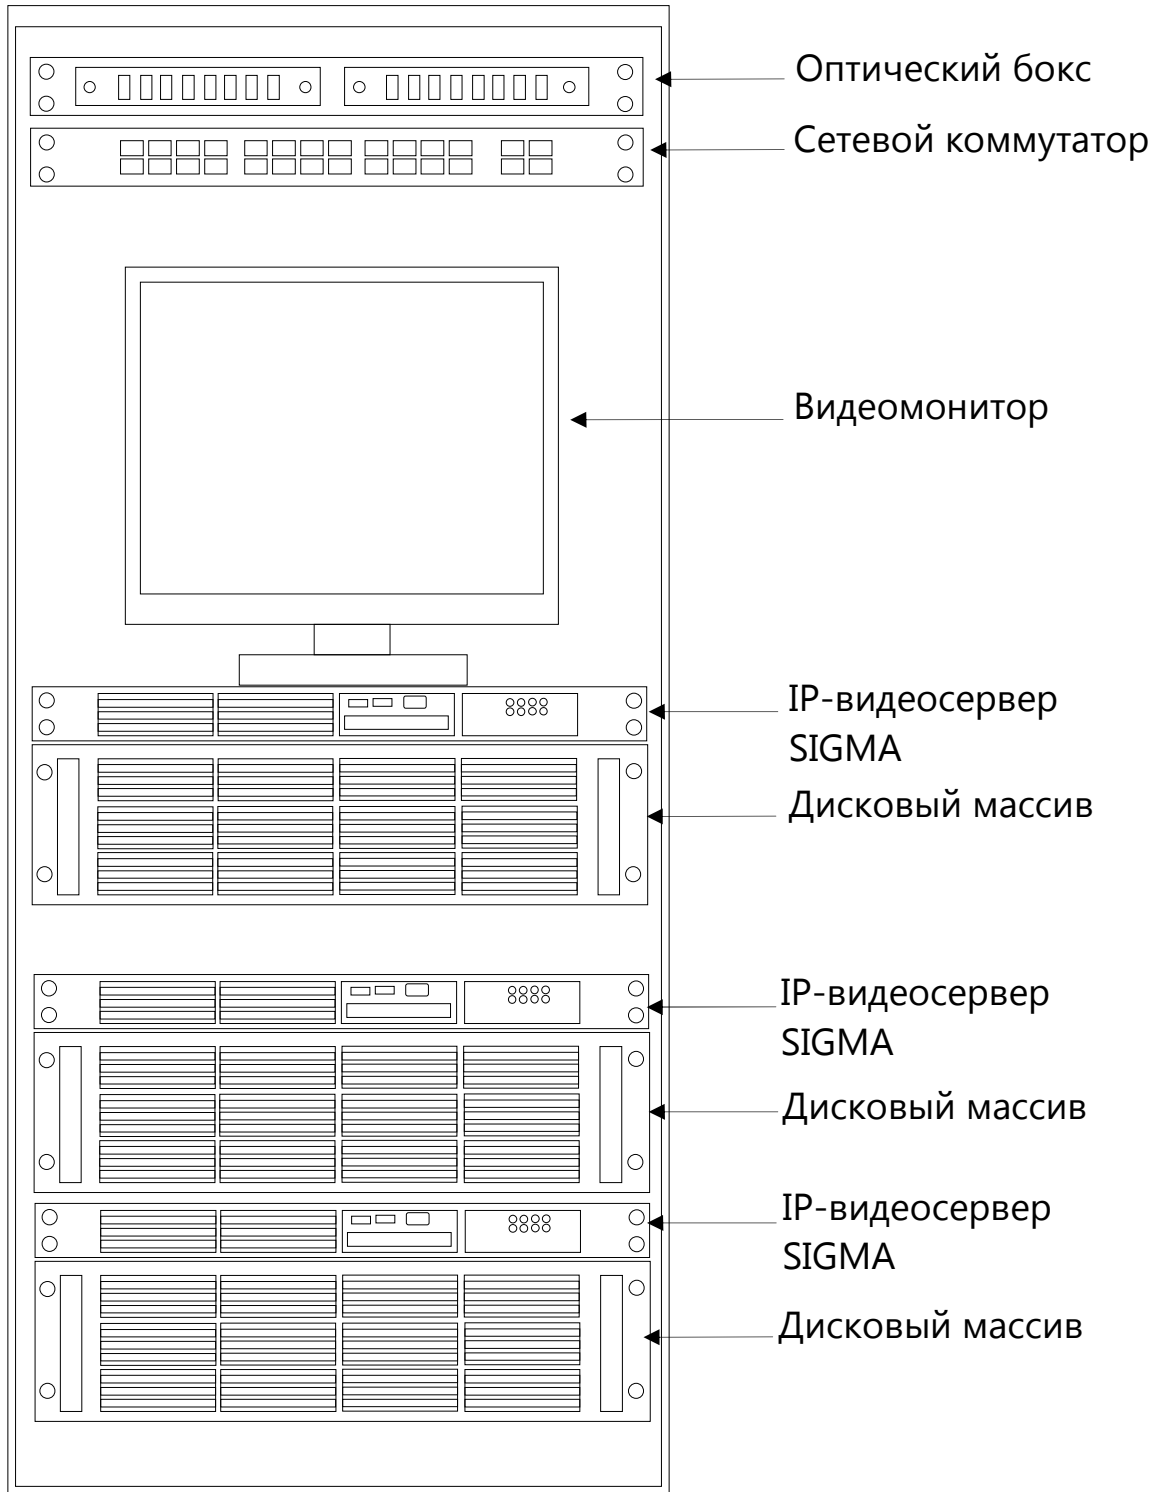 Оптический бокс
Сетевой коммутатор
Видеомонитор
IP-видеосервер
SIGMA
Дисковый массив
IP-видеосервер
SIGMA
Дисковый массив
IP-видеосервер
SIGMA
Дисковый массив